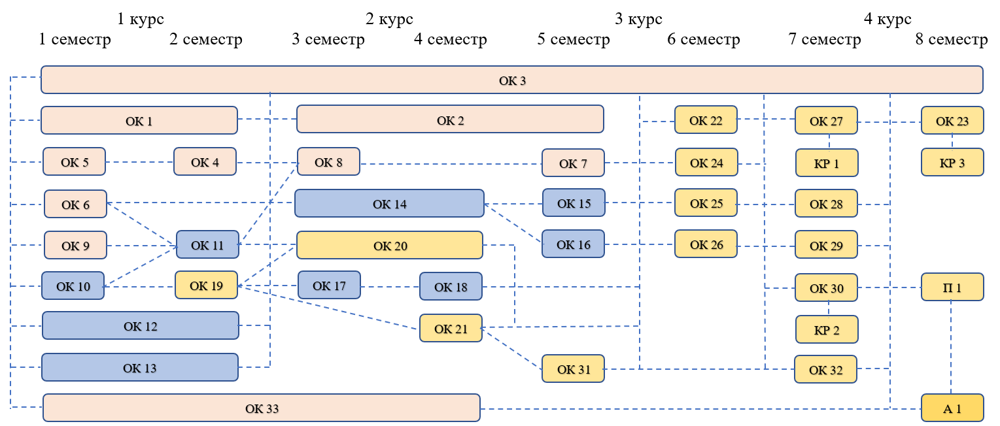 1 курс 2 курс 3 курс 4 курс
1 семестр 2 семестр 3 семестр 4 семестр 5 семестр 6 семестр 7 семестр 8 семестр
ОК 3
ОК 1 ОК 2 ОК 22 ОК 27 ОК 23
ОК 5 ОК 4 ОК 8 ОК 7 ОК 24 КР 1 КР 3
ОК 6 ОК 14 ОК 15 ОК 25 ОК 28
ОК 9 ОК 11 ОК 20 ОК 16 ОК 26 ОК 29
ОК 10 ОК 19 ОК 17 ОК 18 ОК 30 П 1
ОК 12 ОК 21 КР 2
ОК 13 ОК 31 ОК 32
ОК 33 А 1